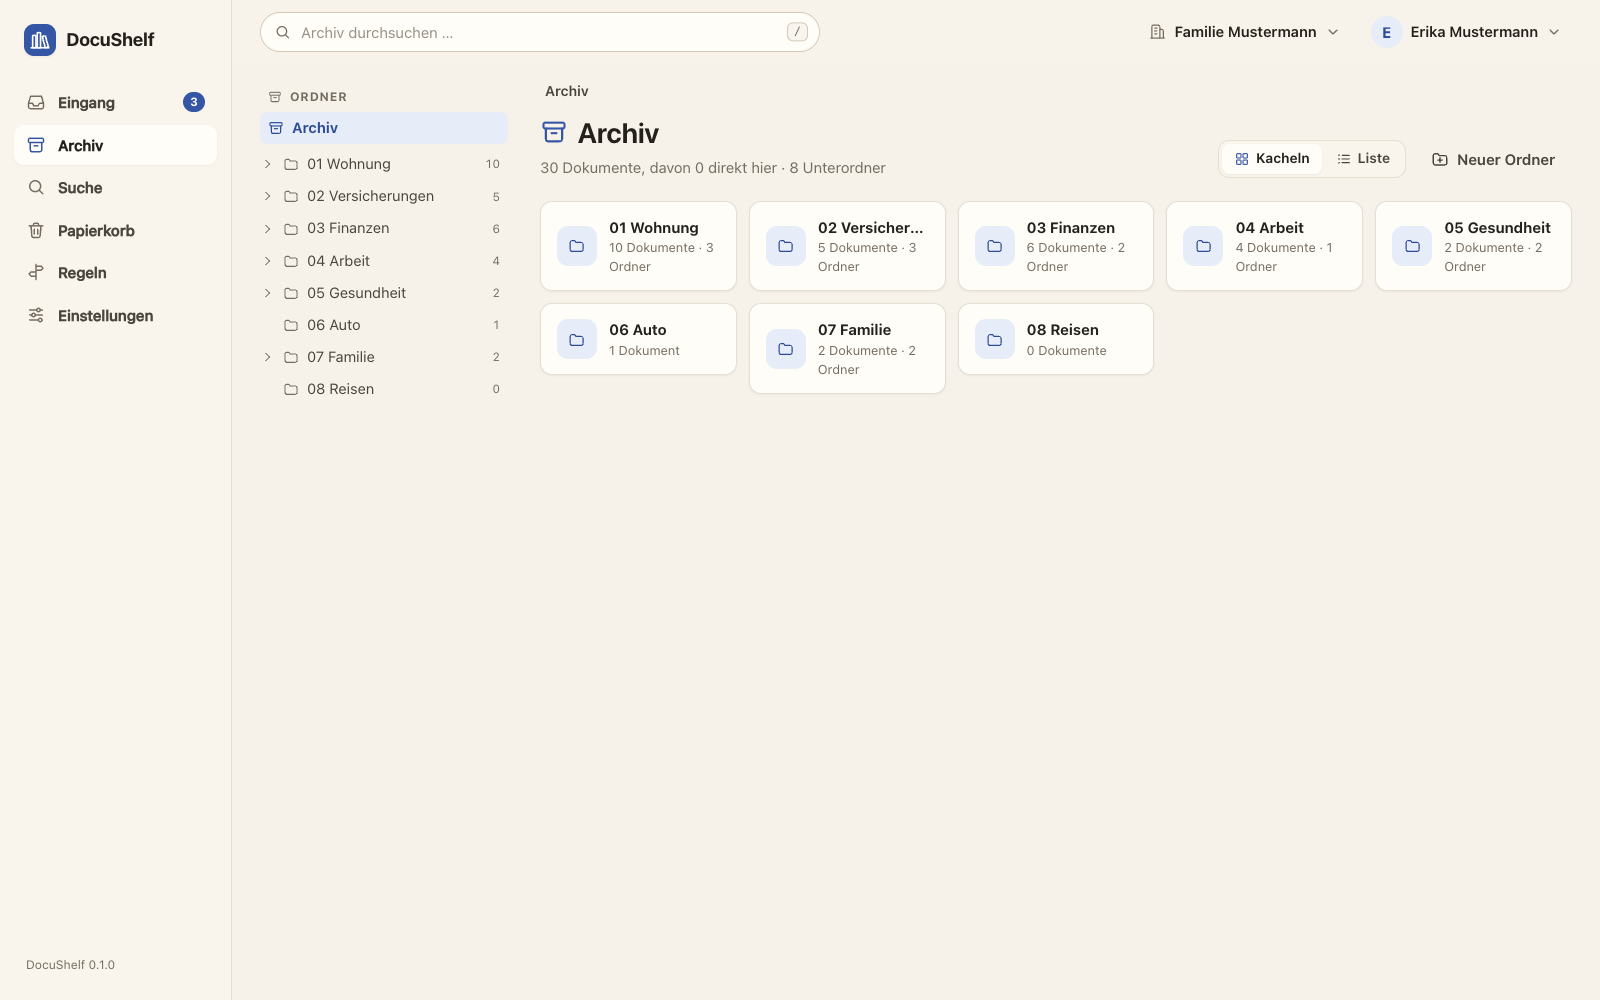 DocuShelf
Eingang 3
Archiv
Suche
Papierkorb
Regeln
Einstellungen
DocuShelf 0.1.0
Archiv durchsuchen ... /
Familie Mustermann
E Erika Mustermann
ORDNER
Archiv
01 Wohnung 10
02 Versicherungen 5
03 Finanzen 6
04 Arbeit 4
05 Gesundheit 2
06 Auto 1
07 Familie 2
08 Reisen 0
Archiv
Archiv
30 Dokumente, davon 0 direkt hier · 8 Unterordner
Kacheln
Liste
Neuer Ordner
01 Wohnung
10 Dokumente · 3
Ordner
02 Versicher...
5 Dokumente · 3
Ordner
03 Finanzen
6 Dokumente · 2
Ordner
04 Arbeit
4 Dokumente · 1
Ordner
05 Gesundheit
2 Dokumente · 2
Ordner
06 Auto
1 Dokument
07 Familie
2 Dokumente · 2
Ordner
08 Reisen
0 Dokumente